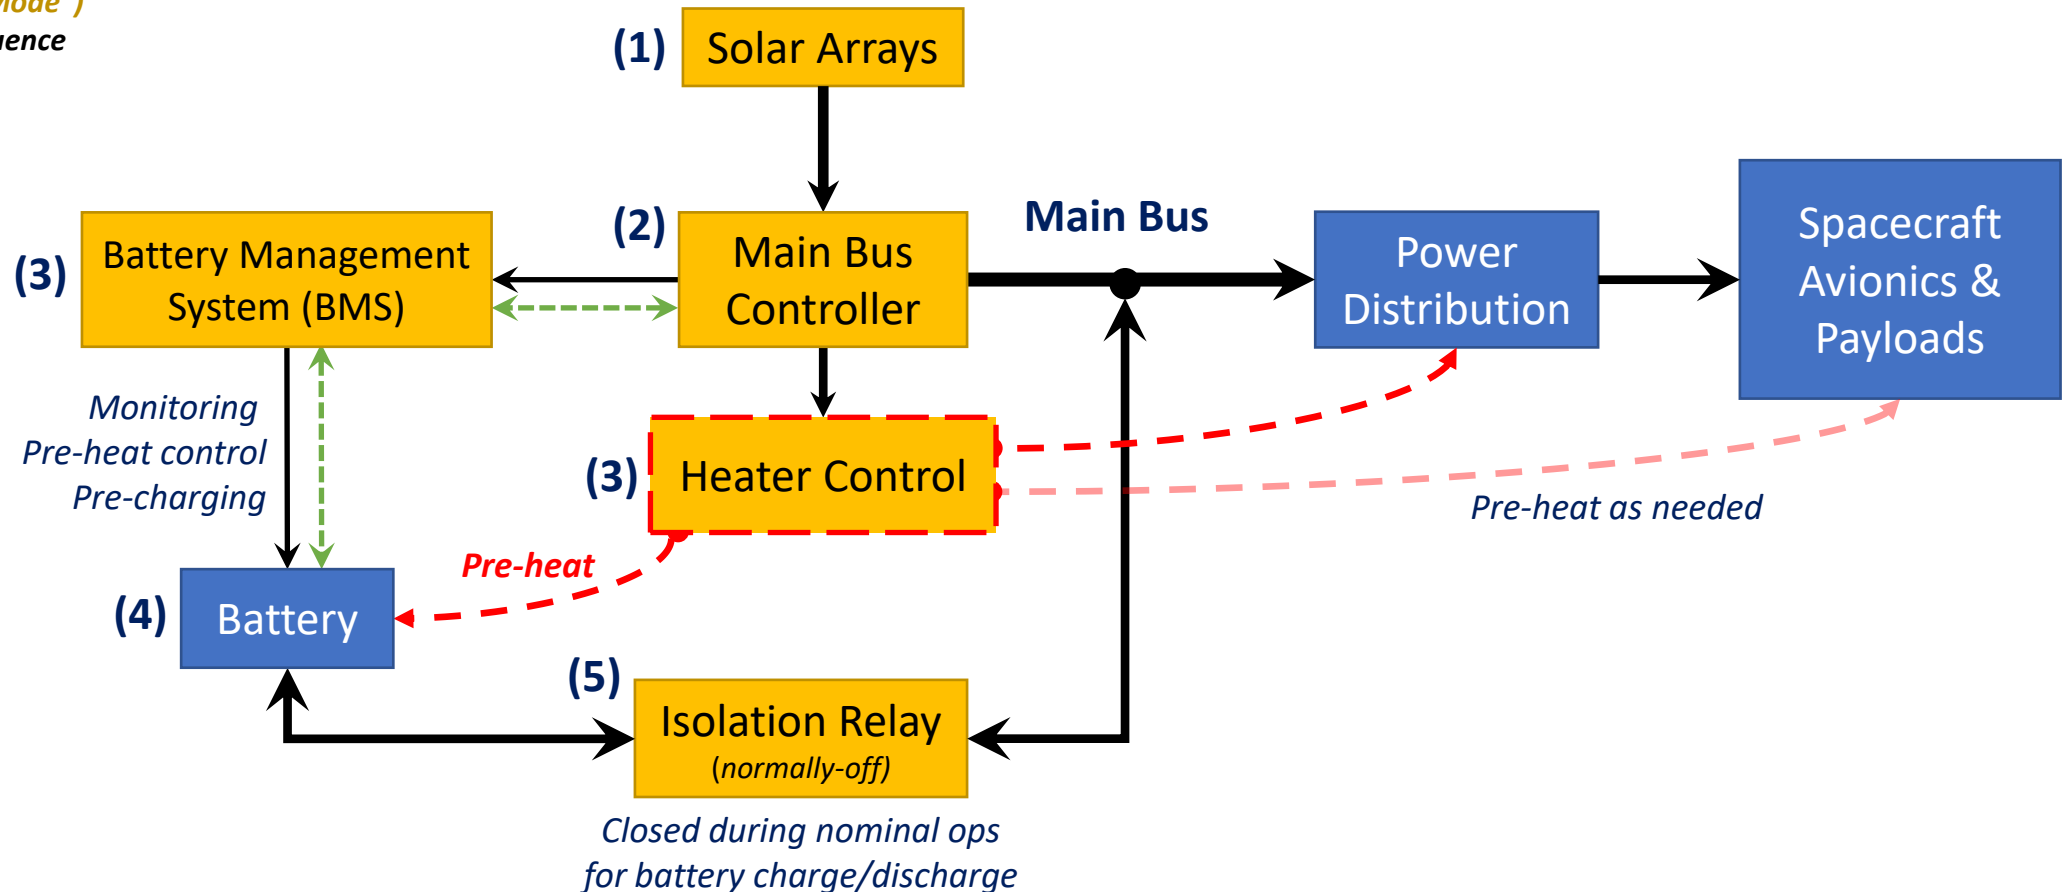 Mode")
(1)
Solar Arrays
(2)
Main Bus
Controller
Main Bus
Power
Distribution
Spacecraft
Avionics &
Payloads
(3)
Battery Management
System (BMS)
Monitoring
Pre-heat control
Pre-charging
(3)
Heater Control
Pre-heat as needed
Pre-heat
(4)
Battery
(5)
Isolation Relay
(normally-off)
Closed during nominal ops
for battery charge/discharge